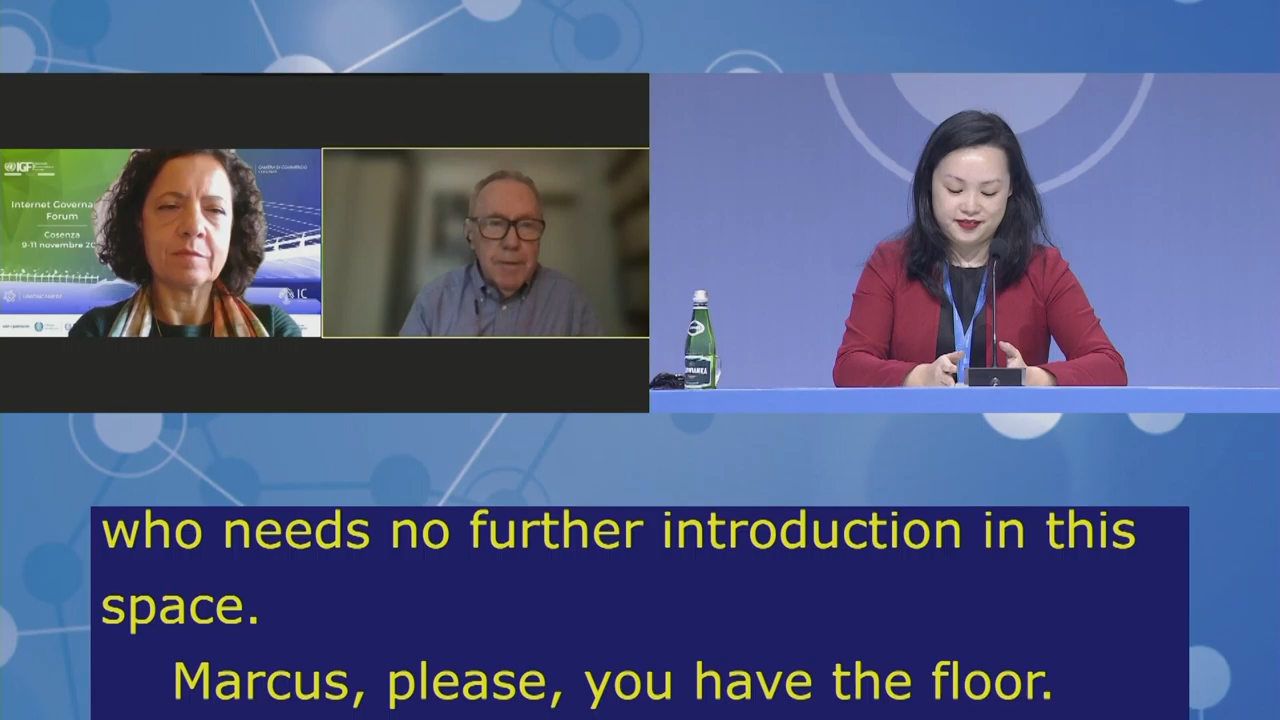 IGF
Internet Governa
Forum
Cosenza
9-11 novembre 20
IC
who needs no further introduction in this
space.
Marcus, please, you have the floor.